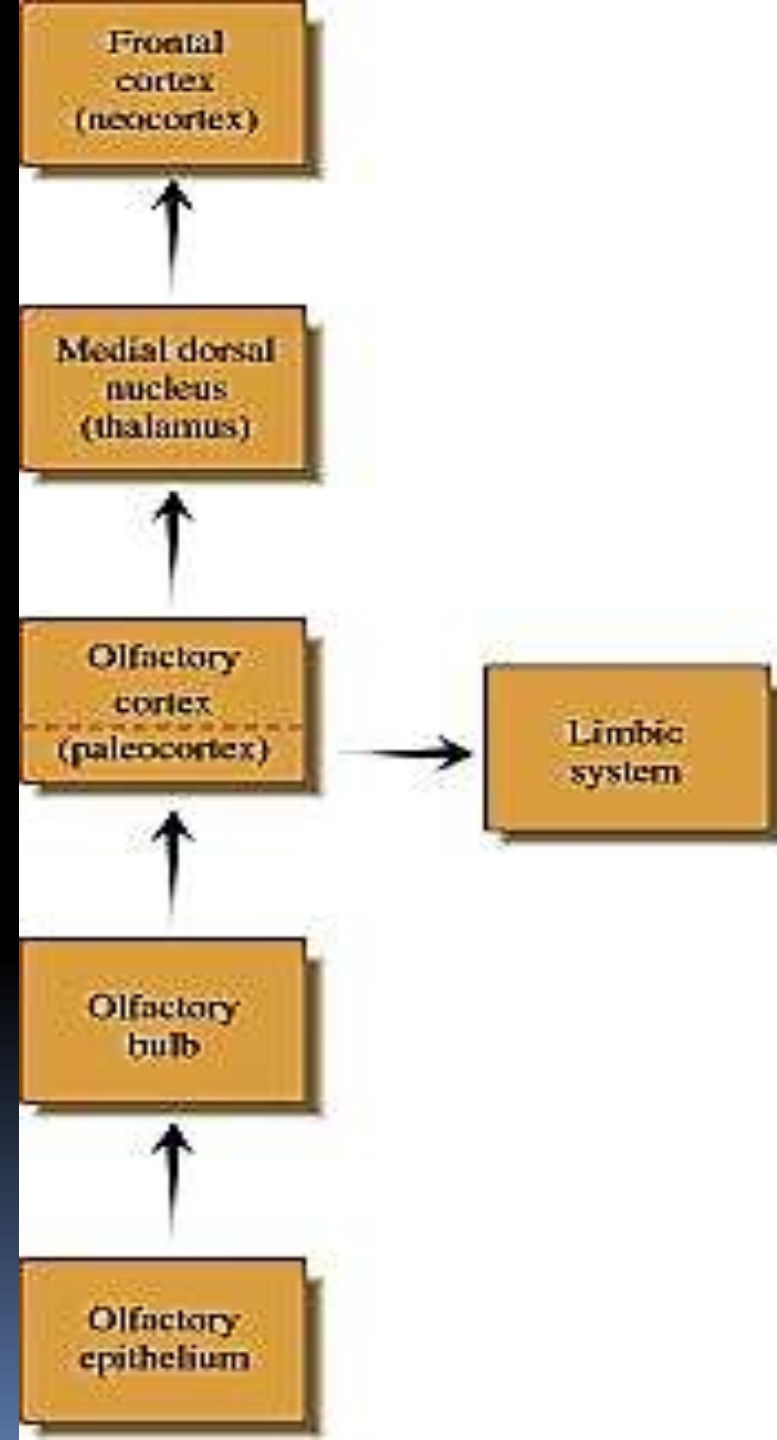 Frontal
cortex
(neocortex)
Medial dorsal
nucleus
(thalamus)
Olfactory
cortex
(paleocortex)
Limbic
system
Olfactory
bulb
Olfactory
epithelium